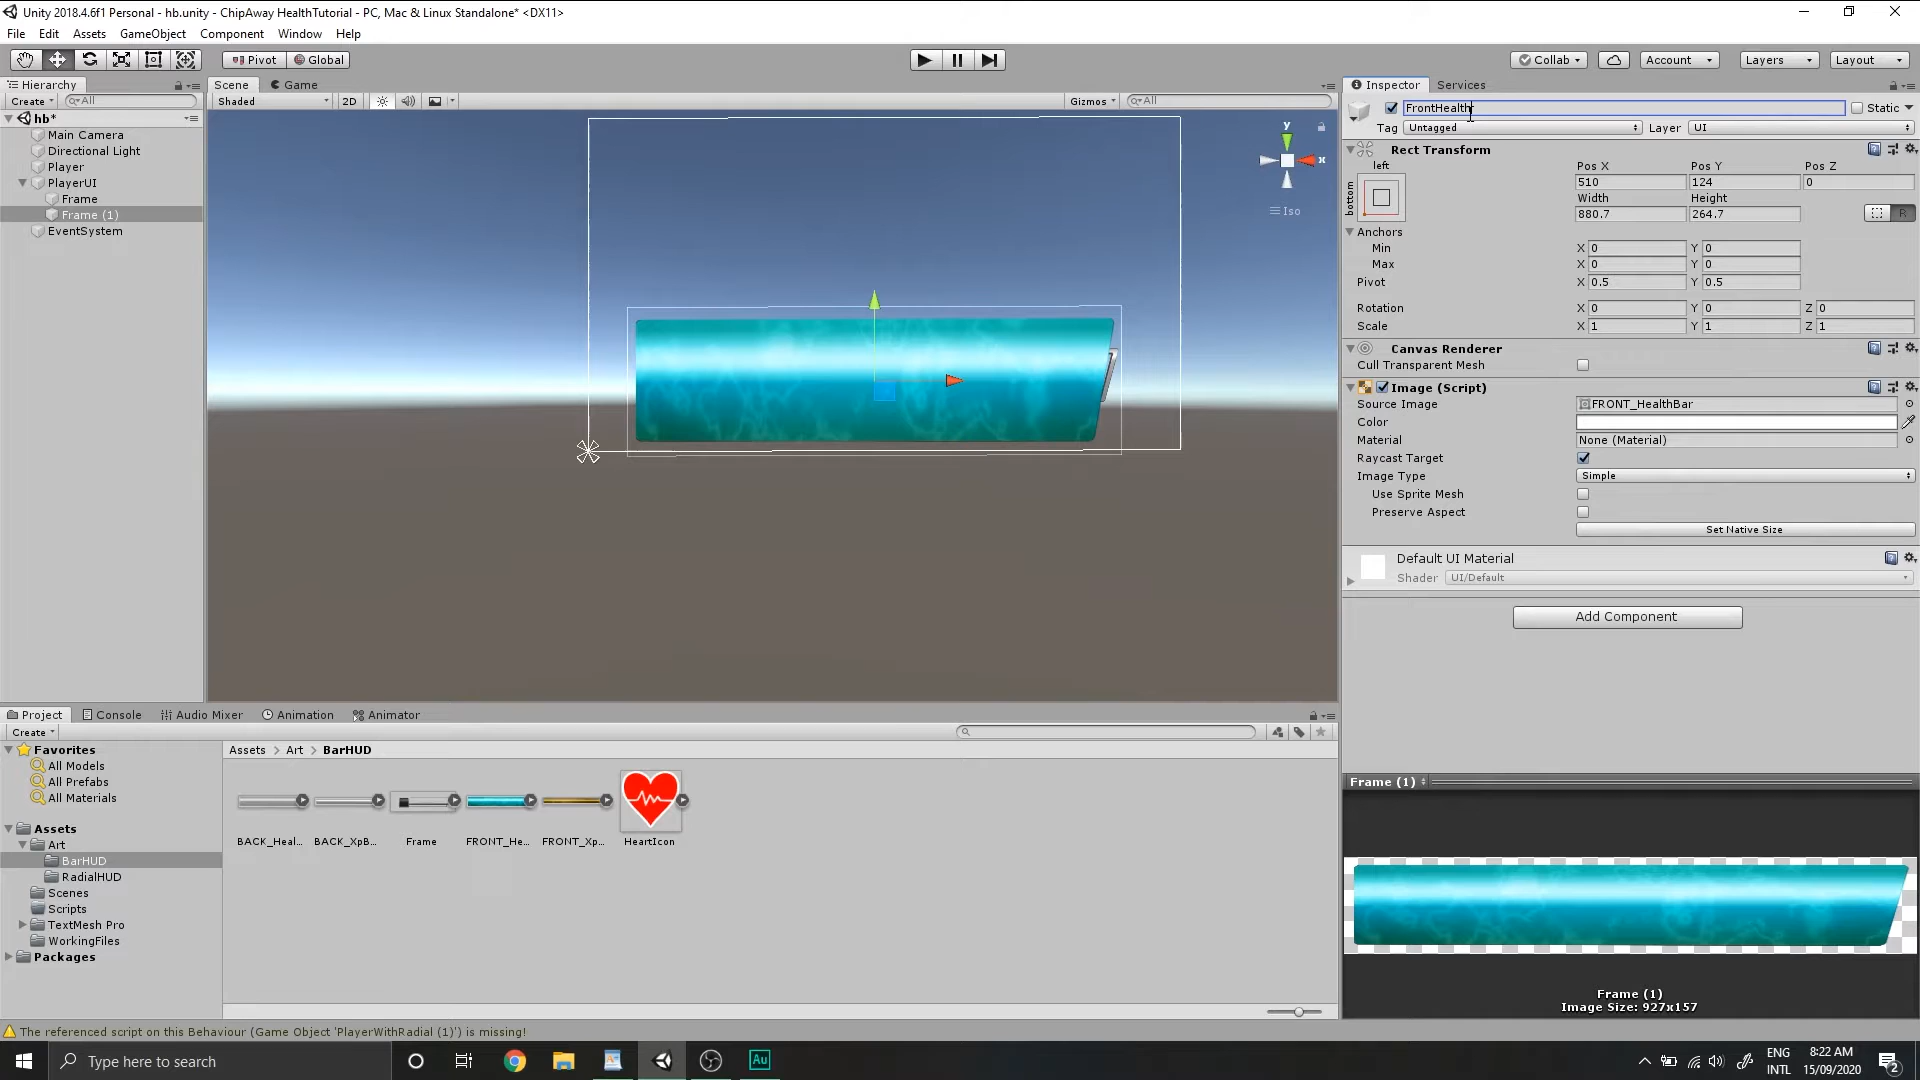 Unity 2018.4.6f1 Personal - hb.unity - ChipAway HealthTutorial - PC, Mac & Linux Standalone* <DX11>
File Edit Assets GameObject Component Window Help
Pivot Global Collab Account Layers Layout
Hierarchy Scene Game Inspector Services
Create All Shaded 2D Gizmos All
FrontHealth Static
Tag Untagged Layer UI
hb*
Main Camera
Directional Light
Player
PlayerUI
Frame
Frame (1)
EventSystem
y
x
Iso
Rect Transform
left Pos X Pos Y Pos Z
bottom 510 124 0
Width Height
880.7 264.7 R
Anchors
Min X 0 Y 0
Max X 0 Y 0
Pivot X 0.5 Y 0.5
Rotation X 0 Y 0 Z 0
Scale X 1 Y 1 Z 1
Canvas Renderer
Cull Transparent Mesh
Image (Script)
Source Image FRONT_HealthBar
Color
Material None (Material)
Raycast Target
Image Type Simple
Use Sprite Mesh
Preserve Aspect
Set Native Size
Default UI Material
Shader UI/Default
Add Component
Project Console Audio Mixer Animation Animator
Create
Favorites
All Models
All Prefabs
All Materials
Assets
Art
BarHUD
RadialHUD
Scenes
Scripts
TextMesh Pro
WorkingFiles
Packages
Assets > Art > BarHUD
BACK_Heal... BACK_XpB... Frame FRONT_He... FRONT_Xp... HeartIcon
Frame (1)
Frame (1)
Image Size: 927x157
The referenced script on this Behaviour (Game Object 'PlayerWithRadial (1)') is missing!
Type here to search
Au
ENG
INTL
8:22 AM
15/09/2020
2